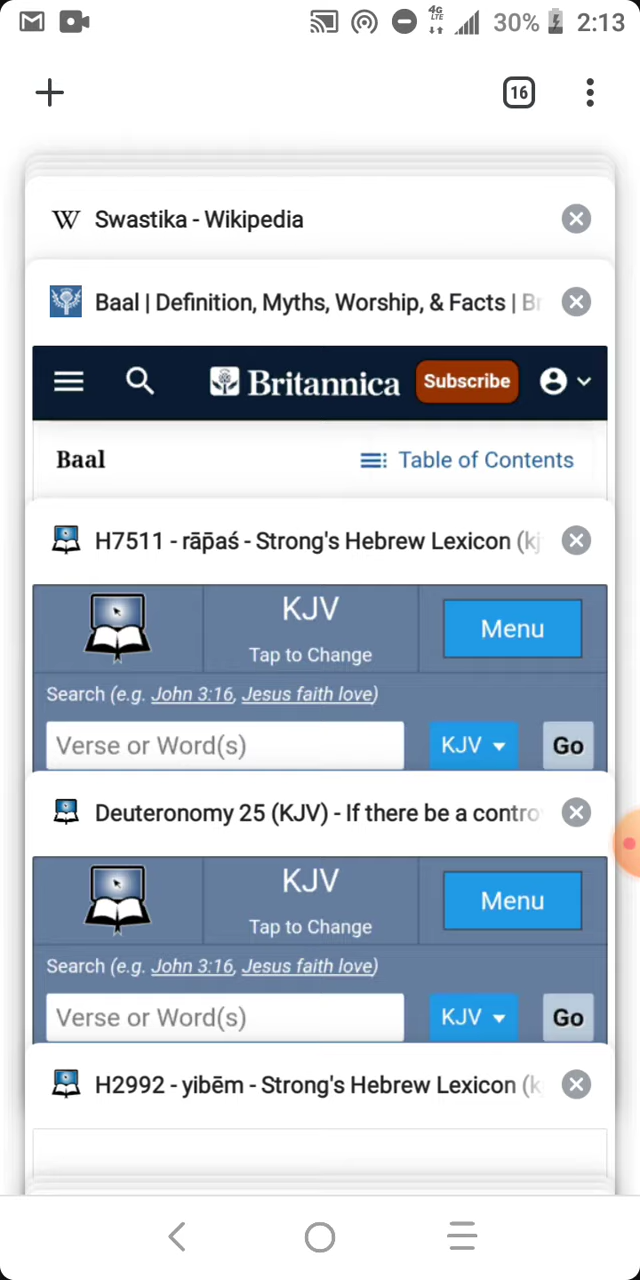 4G
LTE
30% 2:13
16
W Swastika - Wikipedia
Baal | Definition, Myths, Worship, & Facts | Br
Britannica Subscribe
Baal Table of Contents
H7511 - rāp̄aś - Strong's Hebrew Lexicon (kj
KJV
Menu
Tap to Change
Search (e.g. John 3:16, Jesus faith love)
Verse or Word(s) KJV Go
Deuteronomy 25 (KJV) - If there be a contro
KJV
Menu
Tap to Change
Search (e.g. John 3:16, Jesus faith love)
Verse or Word(s) KJV Go
H2992 - yibēm - Strong's Hebrew Lexicon (k